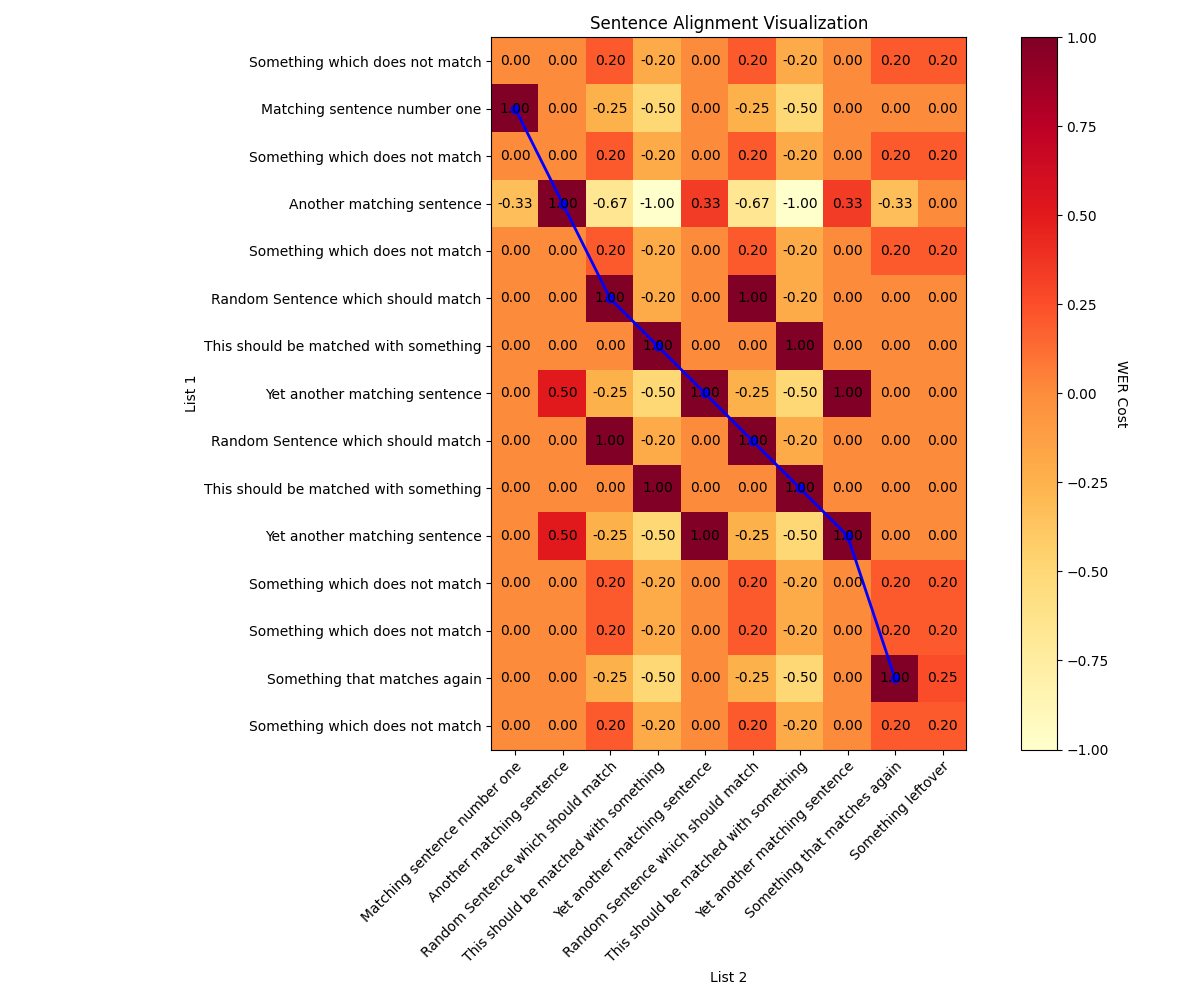 Sentence Alignment Visualization
List 1
Something which does not match 0.00 0.00 0.20 -0.20 0.00 0.20 -0.20 0.00 0.20 0.20
Matching sentence number one 1.00 0.00 -0.25 -0.50 0.00 -0.25 -0.50 0.00 0.00 0.00
Something which does not match 0.00 0.00 0.20 -0.20 0.00 0.20 -0.20 0.00 0.20 0.20
Another matching sentence -0.33 1.00 -0.67 -1.00 0.33 -0.67 -1.00 0.33 -0.33 0.00
Something which does not match 0.00 0.00 0.20 -0.20 0.00 0.20 -0.20 0.00 0.20 0.20
Random Sentence which should match 0.00 0.00 1.00 -0.20 0.00 1.00 -0.20 0.00 0.00 0.00
This should be matched with something 0.00 0.00 0.00 1.00 0.00 0.00 1.00 0.00 0.00 0.00
Yet another matching sentence 0.00 0.50 -0.25 -0.50 1.00 -0.25 -0.50 1.00 0.00 0.00
Random Sentence which should match 0.00 0.00 1.00 -0.20 0.00 1.00 -0.20 0.00 0.00 0.00
This should be matched with something 0.00 0.00 0.00 1.00 0.00 0.00 1.00 0.00 0.00 0.00
Yet another matching sentence 0.00 0.50 -0.25 -0.50 1.00 -0.25 -0.50 1.00 0.00 0.00
Something which does not match 0.00 0.00 0.20 -0.20 0.00 0.20 -0.20 0.00 0.20 0.20
Something which does not match 0.00 0.00 0.20 -0.20 0.00 0.20 -0.20 0.00 0.20 0.20
Something that matches again 0.00 0.00 -0.25 -0.50 0.00 -0.25 -0.50 0.00 1.00 0.25
Something which does not match 0.00 0.00 0.20 -0.20 0.00 0.20 -0.20 0.00 0.20 0.20
Matching sentence number one
Another matching sentence
Random Sentence which should match
This should be matched with something
Yet another matching sentence
Random Sentence which should match
This should be matched with something
Yet another matching sentence
Something that matches again
Something leftover
List 2
1.00
0.75
0.50
0.25
0.00
−0.25
−0.50
−0.75
−1.00
WER Cost